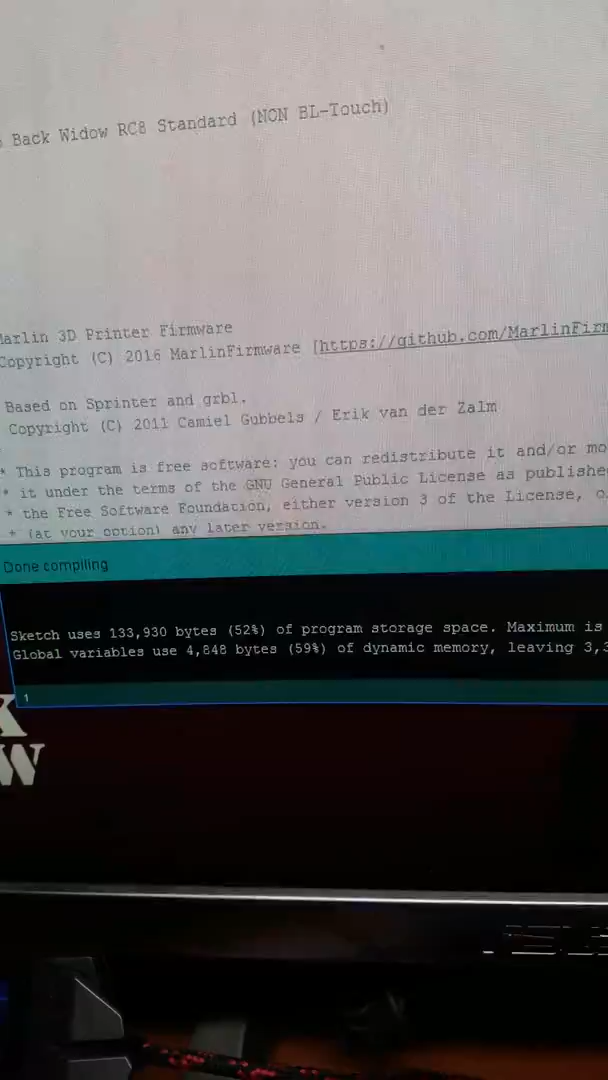 Back Widow RC8 Standard (NON BL-Touch)
Marlin 3D Printer Firmware
Copyright (C) 2016 MarlinFirmware [https://github.com/MarlinFirm
Based on Sprinter and grbl.
Copyright (C) 2011 Camiel Gubbels / Erik van der Zalm
* This program is free software: you can redistribute it and/or mo
* it under the terms of the GNU General Public License as publishe
* the Free Software Foundation, either version 3 of the License, o
* (at your option) any later version.
Done compiling
Sketch uses 133,930 bytes (52%) of program storage space. Maximum is
Global variables use 4,848 bytes (59%) of dynamic memory, leaving 3,3
1
K
W